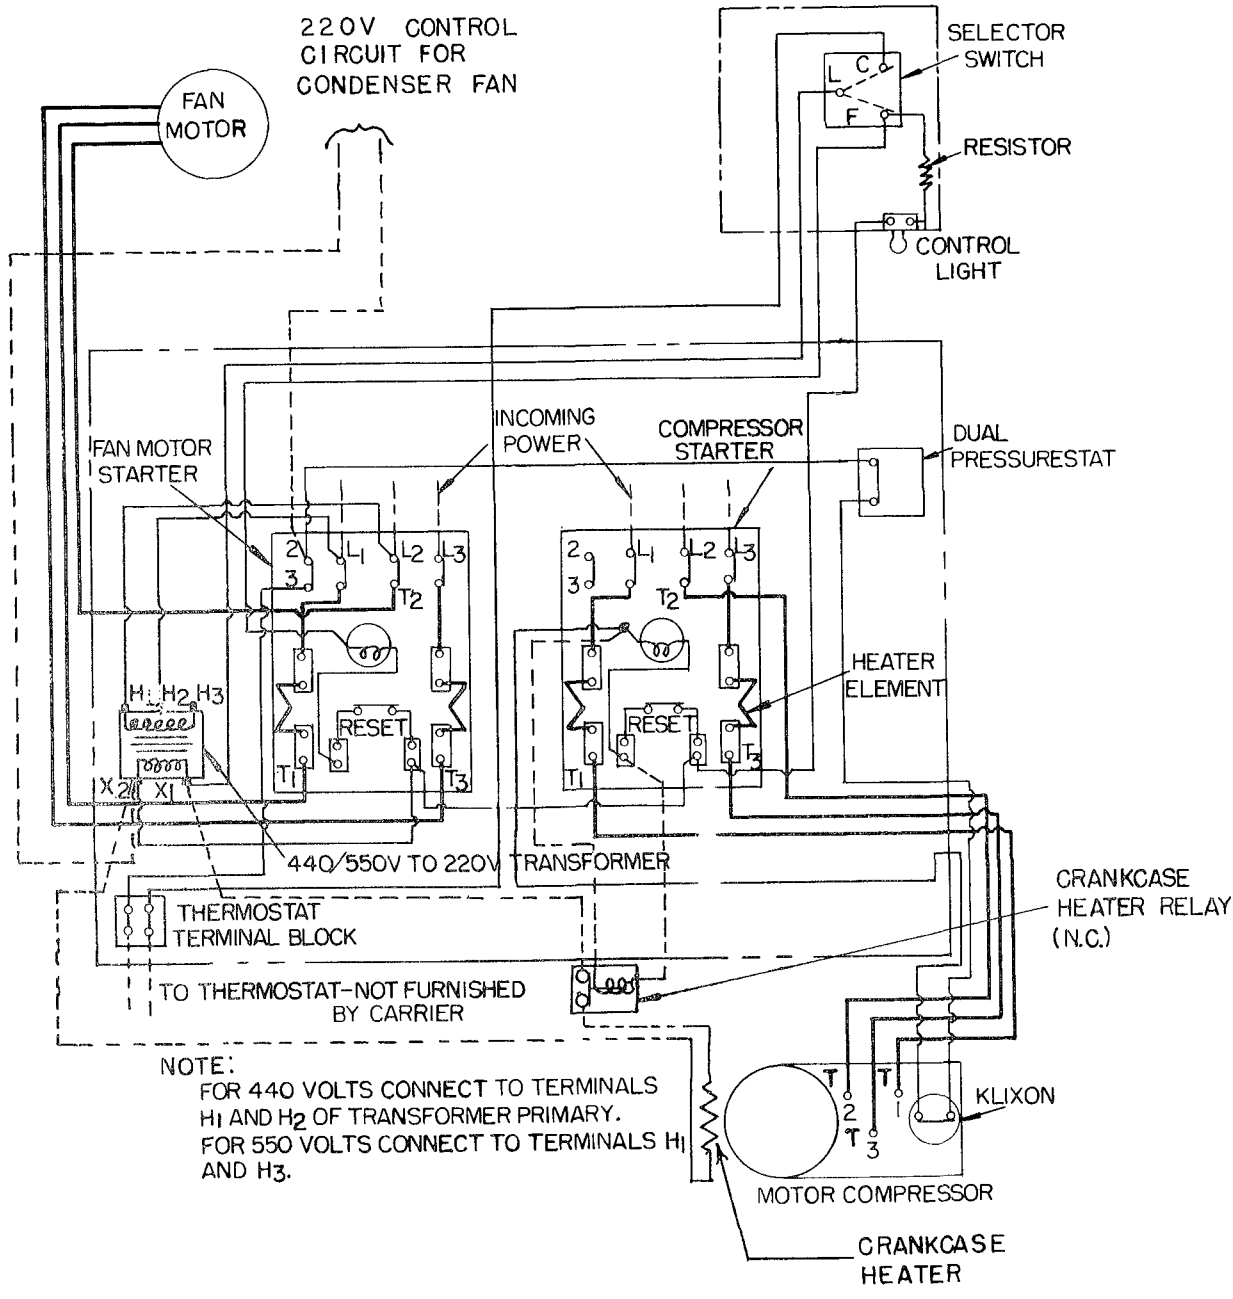 220V CONTROL
CIRCUIT FOR
CONDENSER FAN
SELECTOR
SWITCH
FAN
MOTOR
L
C
F
RESISTOR
CONTROL
LIGHT
INCOMING
POWER
COMPRESSOR
STARTER
DUAL
PRESSURESTAT
FAN MOTOR
STARTER
2
L1
L2
L3
3
T2
2
L1
L2
L3
3
T2
HEATER
ELEMENT
H1
H2
H3
RESET
RESET
X2
X1
T1
T3
T1
T3
440/550V TO 220V TRANSFORMER
THERMOSTAT
TERMINAL BLOCK
CRANKCASE
HEATER RELAY
(N.C.)
TO THERMOSTAT-NOT FURNISHED
BY CARRIER
NOTE:
FOR 440 VOLTS CONNECT TO TERMINALS
H1 AND H2 OF TRANSFORMER PRIMARY.
FOR 550 VOLTS CONNECT TO TERMINALS H1
AND H3.
T
2
T
1
T
3
KLIXON
MOTOR COMPRESSOR
CRANKCASE
HEATER